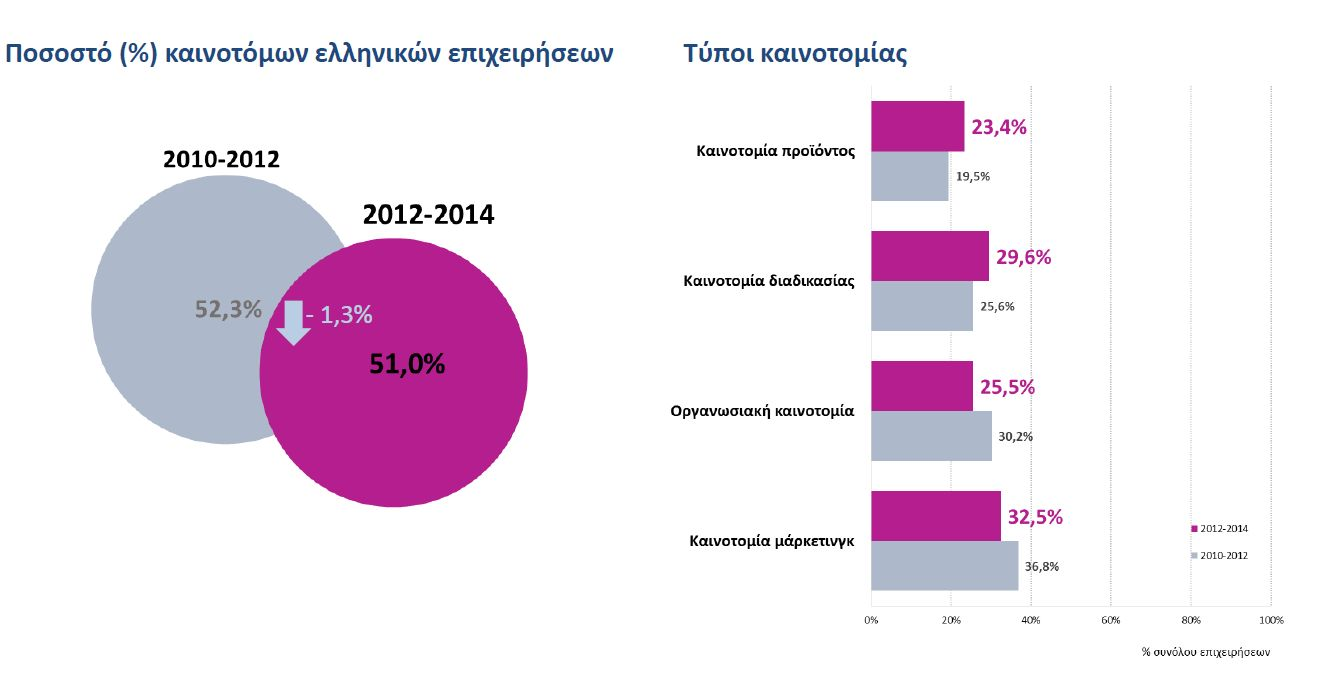 Ποσοστό (%) καινοτόμων ελληνικών επιχειρήσεων
2010-2012
2012-2014
52,3%
- 1,3%
51,0%
Τύποι καινοτομίας
Καινοτομία προϊόντος
23,4%
19,5%
Καινοτομία διαδικασίας
29,6%
25,6%
Οργανωσιακή καινοτομία
25,5%
30,2%
Καινοτομία μάρκετινγκ
32,5%
36,8%
2012-2014
2010-2012
0% 20% 40% 60% 80% 100%
% συνόλου επιχειρήσεων